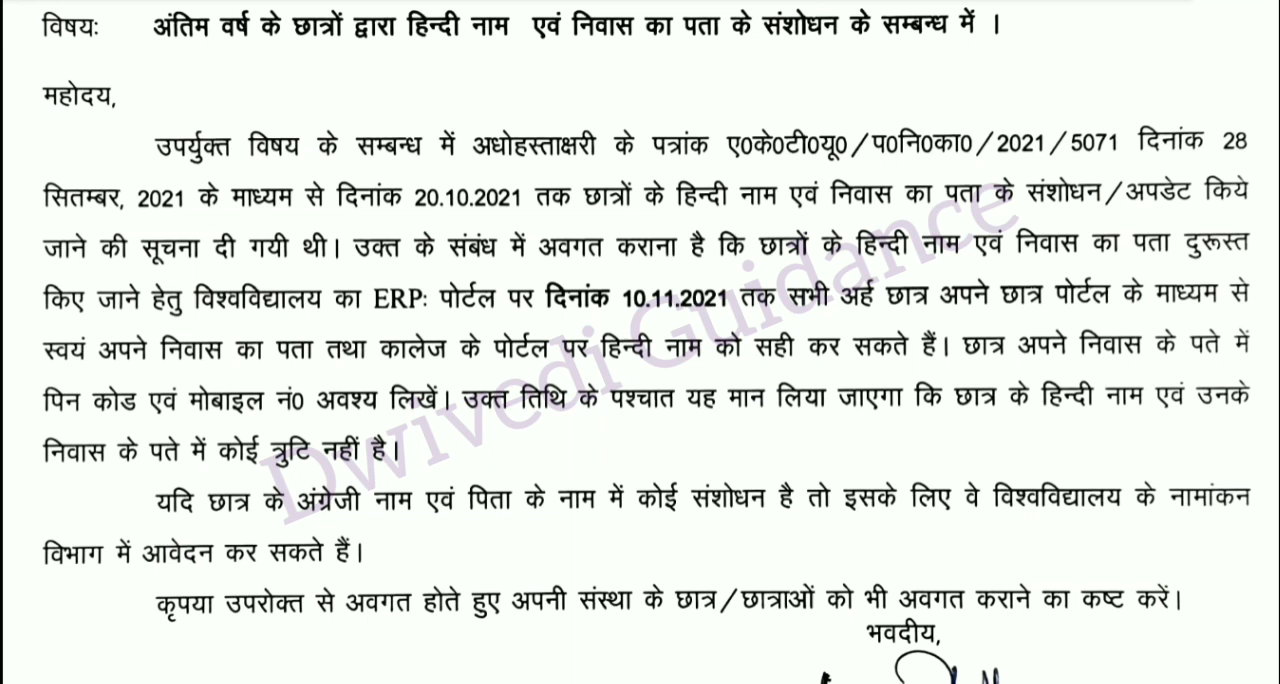 विषयः अंतिम वर्ष के छात्रों द्वारा हिन्दी नाम एवं निवास का पता के संशोधन के सम्बन्ध में ।
महोदय,
उपर्युक्त विषय के सम्बन्ध में अधोहस्ताक्षरी के पत्रांक ए0के0टी0यू0/प0नि0का0/2021/5071 दिनांक 28
सितम्बर, 2021 के माध्यम से दिनांक 20.10.2021 तक छात्रों के हिन्दी नाम एवं निवास का पता के संशोधन/अपडेट किये
जाने की सूचना दी गयी थी। उक्त के संबंध में अवगत कराना है कि छात्रों के हिन्दी नाम एवं निवास का पता दुरूस्त
किए जाने हेतु विश्वविद्यालय का ERP: पोर्टल पर दिनांक 10.11.2021 तक सभी अर्ह छात्र अपने छात्र पोर्टल के माध्यम से
स्वयं अपने निवास का पता तथा कालेज के पोर्टल पर हिन्दी नाम को सही कर सकते हैं। छात्र अपने निवास के पते में
पिन कोड एवं मोबाइल नं0 अवश्य लिखें। उक्त तिथि के पश्चात यह मान लिया जाएगा कि छात्र के हिन्दी नाम एवं उनके
निवास के पते में कोई त्रुटि नहीं है।
यदि छात्र के अंग्रेजी नाम एवं पिता के नाम में कोई संशोधन है तो इसके लिए वे विश्वविद्यालय के नामांकन
विभाग में आवेदन कर सकते हैं।
कृपया उपरोक्त से अवगत होते हुए अपनी संस्था के छात्र/छात्राओं को भी अवगत कराने का कष्ट करें।
भवदीय,
Dwivedi Guidance